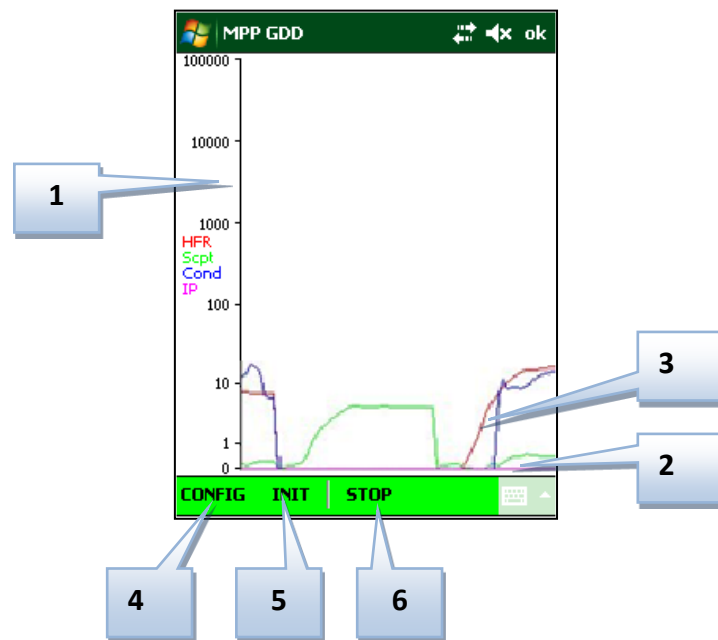 MPP GDD ok
100000
10000
1
1000
HFR
Scpt
Cond
IP
100
3
10
1
2
0
CONFIG INIT STOP
4 5 6